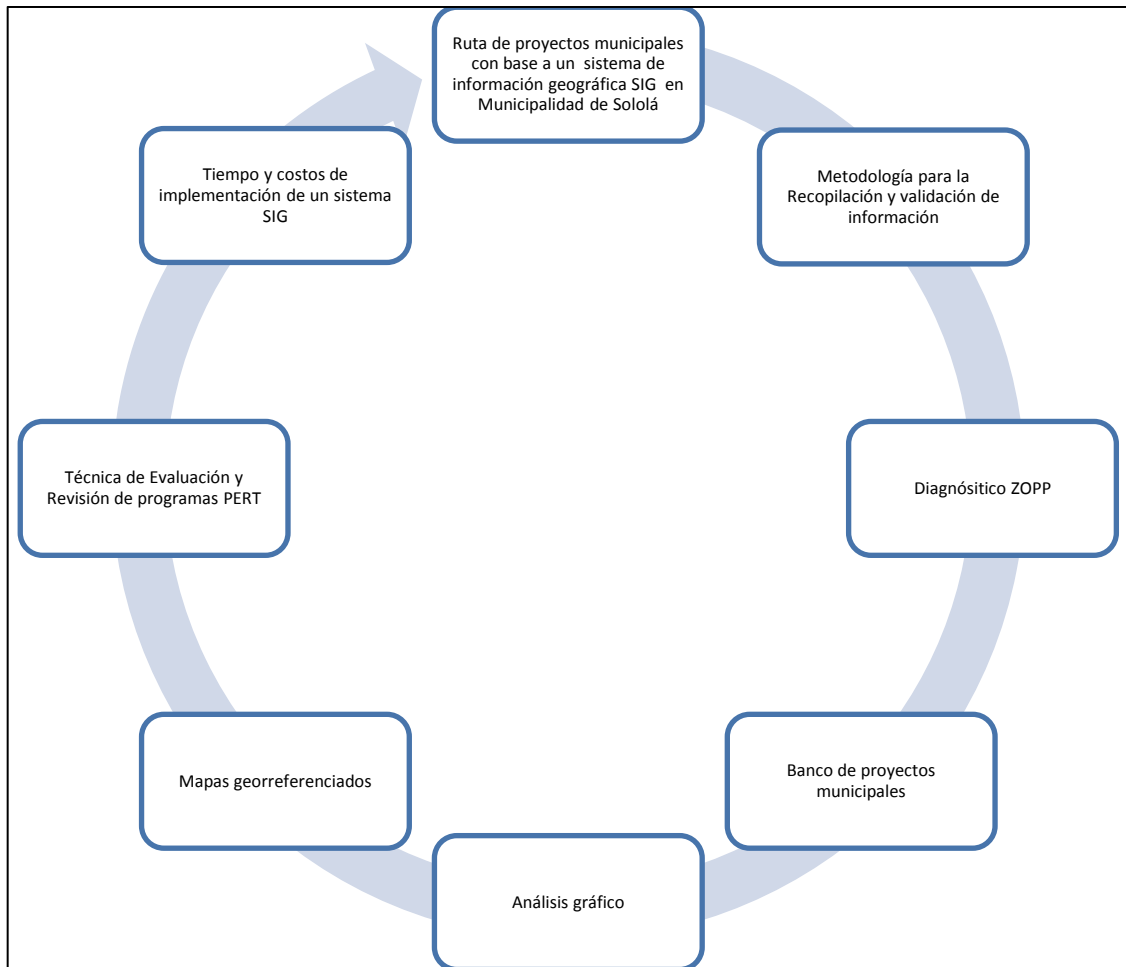 Ruta de proyectos municipales
con base a un sistema de
información geográfica SIG en
Municipalidad de Sololá
Metodología para la
Recopilación y validación de
información
Diagnósitico ZOPP
Banco de proyectos
municipales
Análisis gráfico
Mapas georreferenciados
Técnica de Evaluación y
Revisión de programas PERT
Tiempo y costos de
implementación de un sistema
SIG